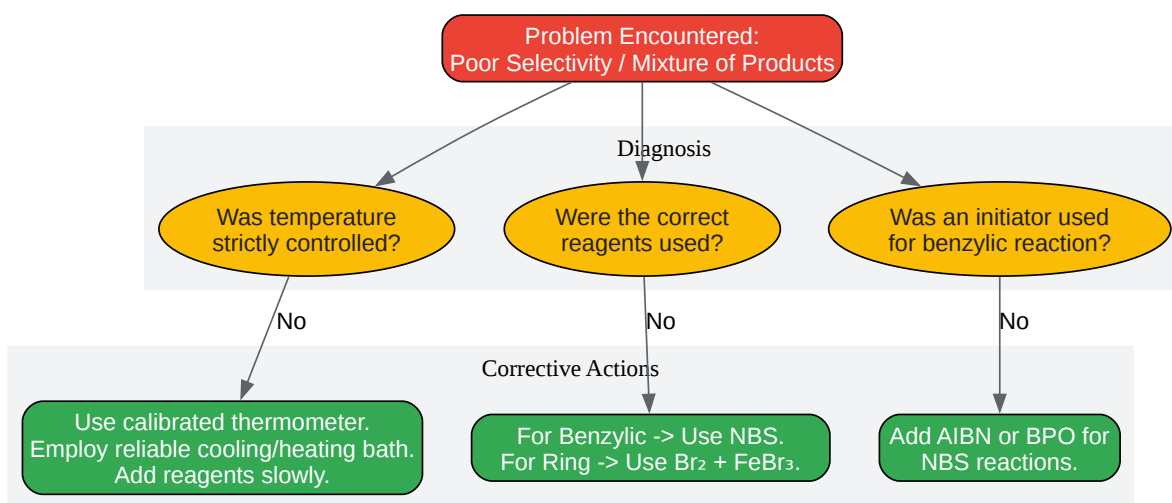 Problem Encountered:
Poor Selectivity / Mixture of Products
Diagnosis
Was temperature
strictly controlled?
Were the correct
reagents used?
Was an initiator used
for benzylic reaction?
No
No
No
Corrective Actions
Use calibrated thermometer.
Employ reliable cooling/heating bath.
Add reagents slowly.
For Benzylic -> Use NBS.
For Ring -> Use Br₂ + FeBr₃.
Add AIBN or BPO for
NBS reactions.